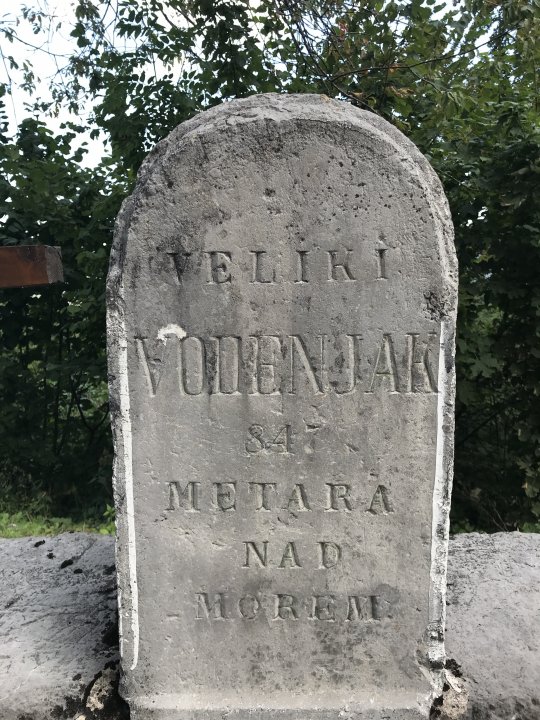 VELIKI
VODENJAK
847
METARA
NAD
MOREM